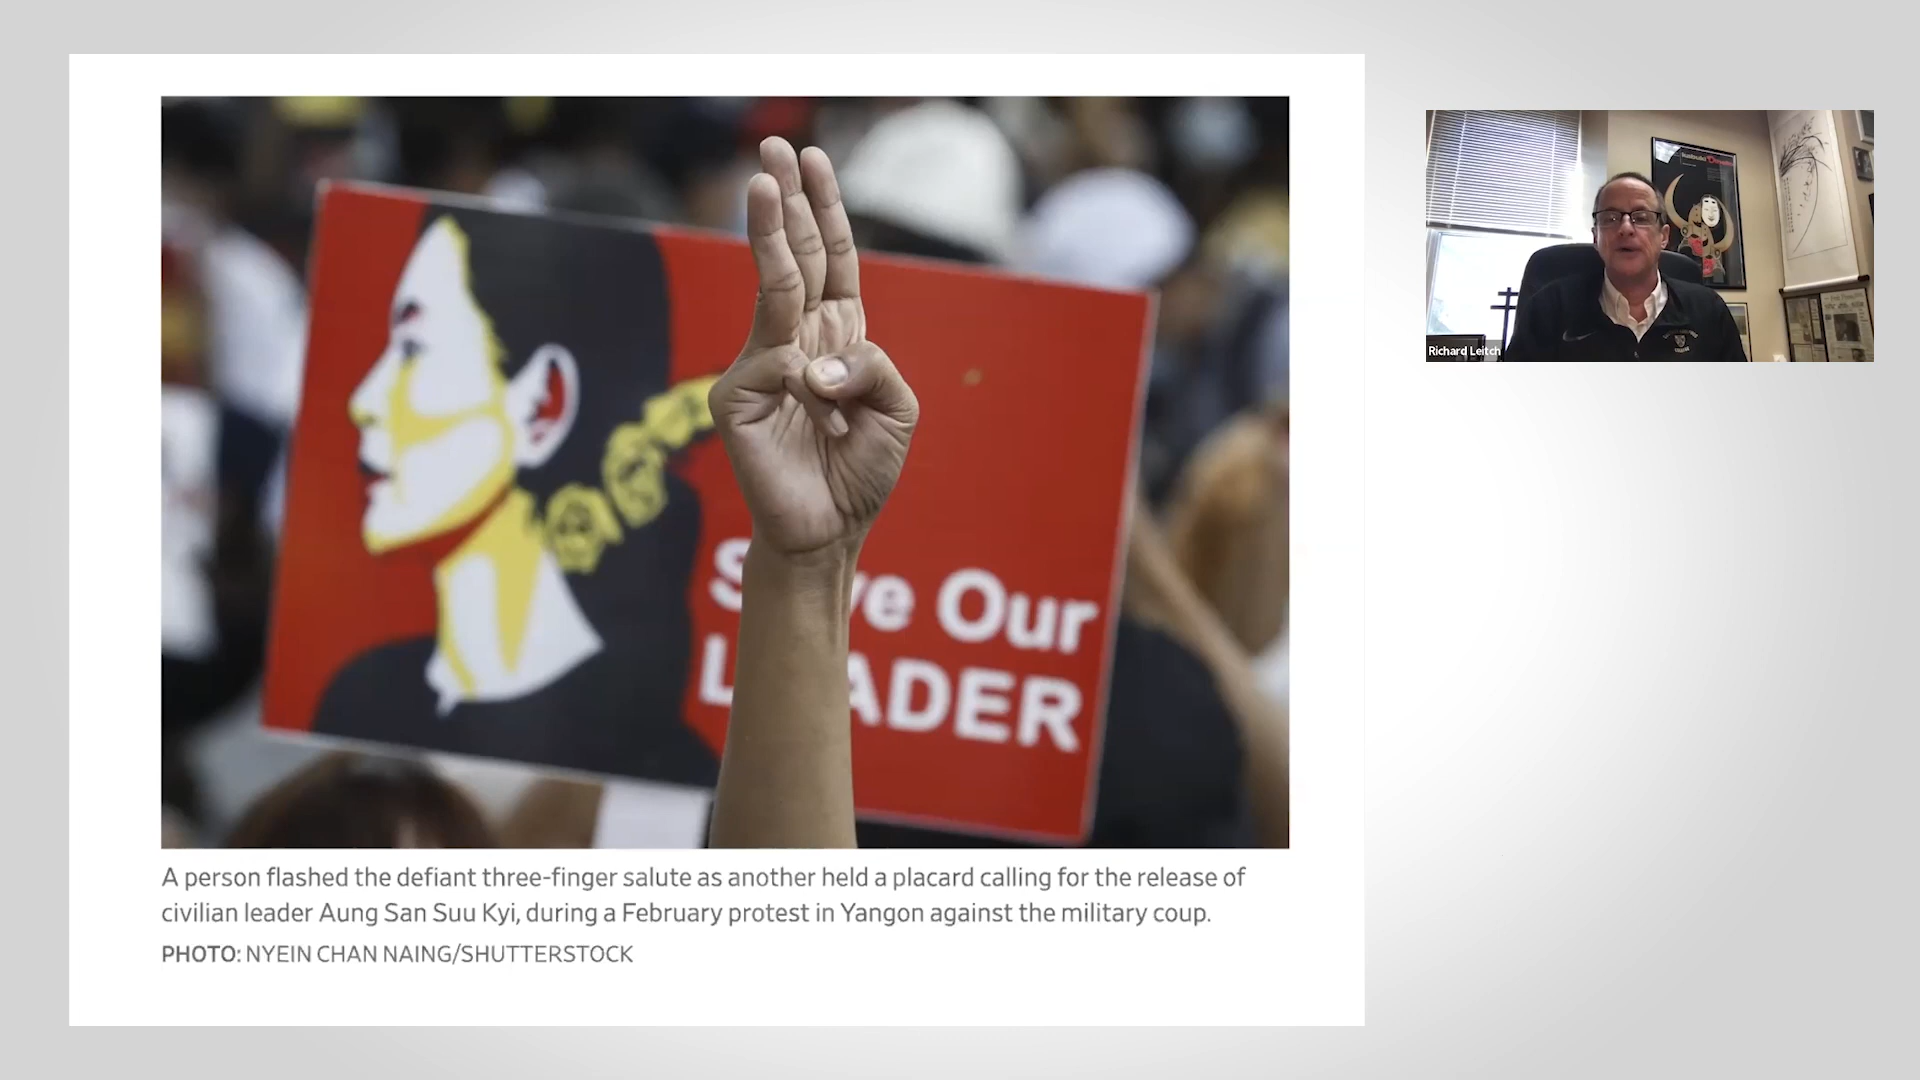 Save Our
LEADER
A person flashed the defiant three-finger salute as another held a placard calling for the release of
civilian leader Aung San Suu Kyi, during a February protest in Yangon against the military coup.
PHOTO: NYEIN CHAN NAING/SHUTTERSTOCK
Richard Leitch